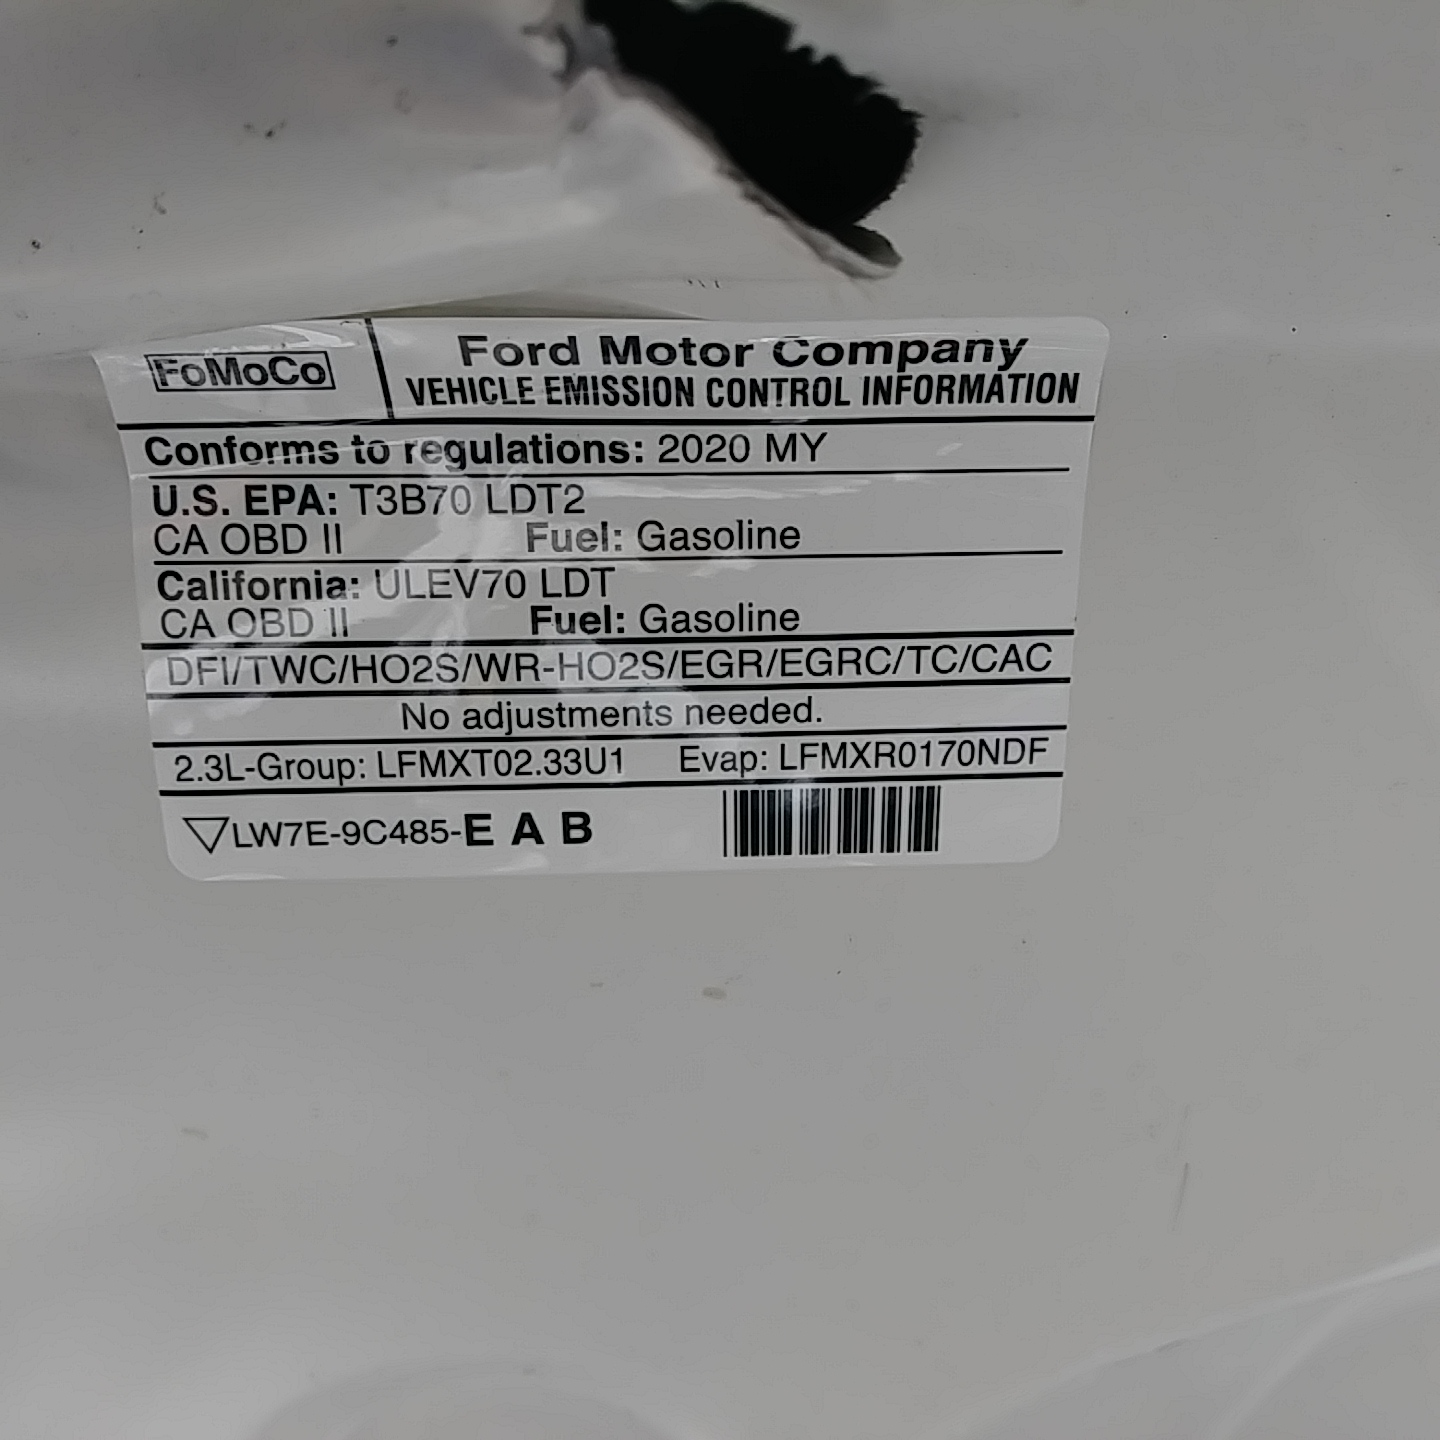 FoMoCo
Ford Motor Company
VEHICLE EMISSION CONTROL INFORMATION
Conforms to regulations: 2020 MY
U.S. EPA: T3B70 LDT2
CA OBD II Fuel: Gasoline
California: ULEV70 LDT
CA OBD II Fuel: Gasoline
DFI/TWC/HO2S/WR-HO2S/EGR/EGRC/TC/CAC
No adjustments needed.
2.3L-Group: LFMXT02.33U1 Evap: LFMXR0170NDF
▽LW7E-9C485-E A B